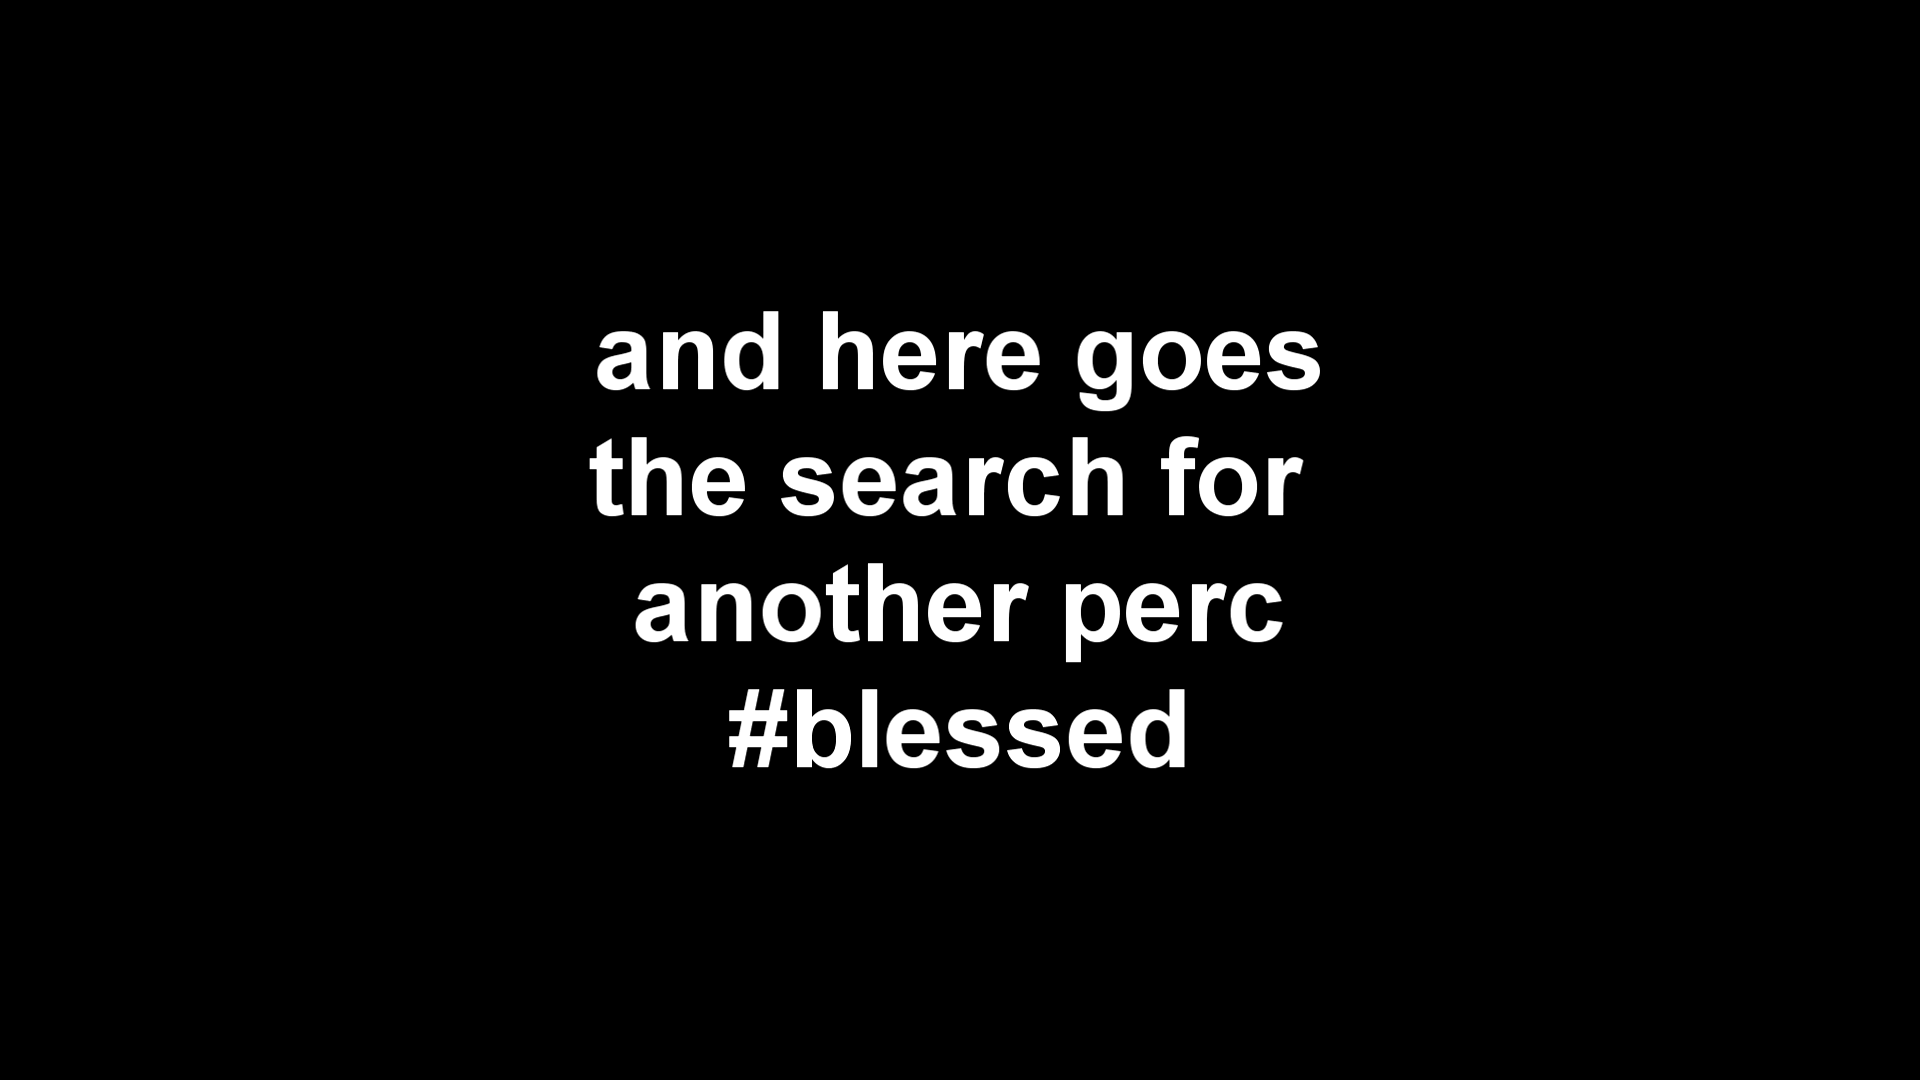 and here goes
the search for
another perc
#blessed